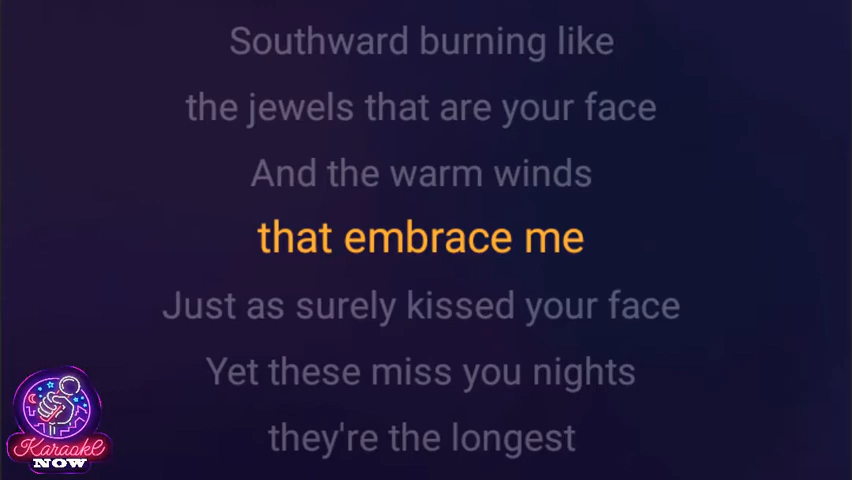 Southward burning like
the jewels that are your face
And the warm winds
that embrace me
Just as surely kissed your face
Yet these miss you nights
they're the longest
Karaoke
NOW